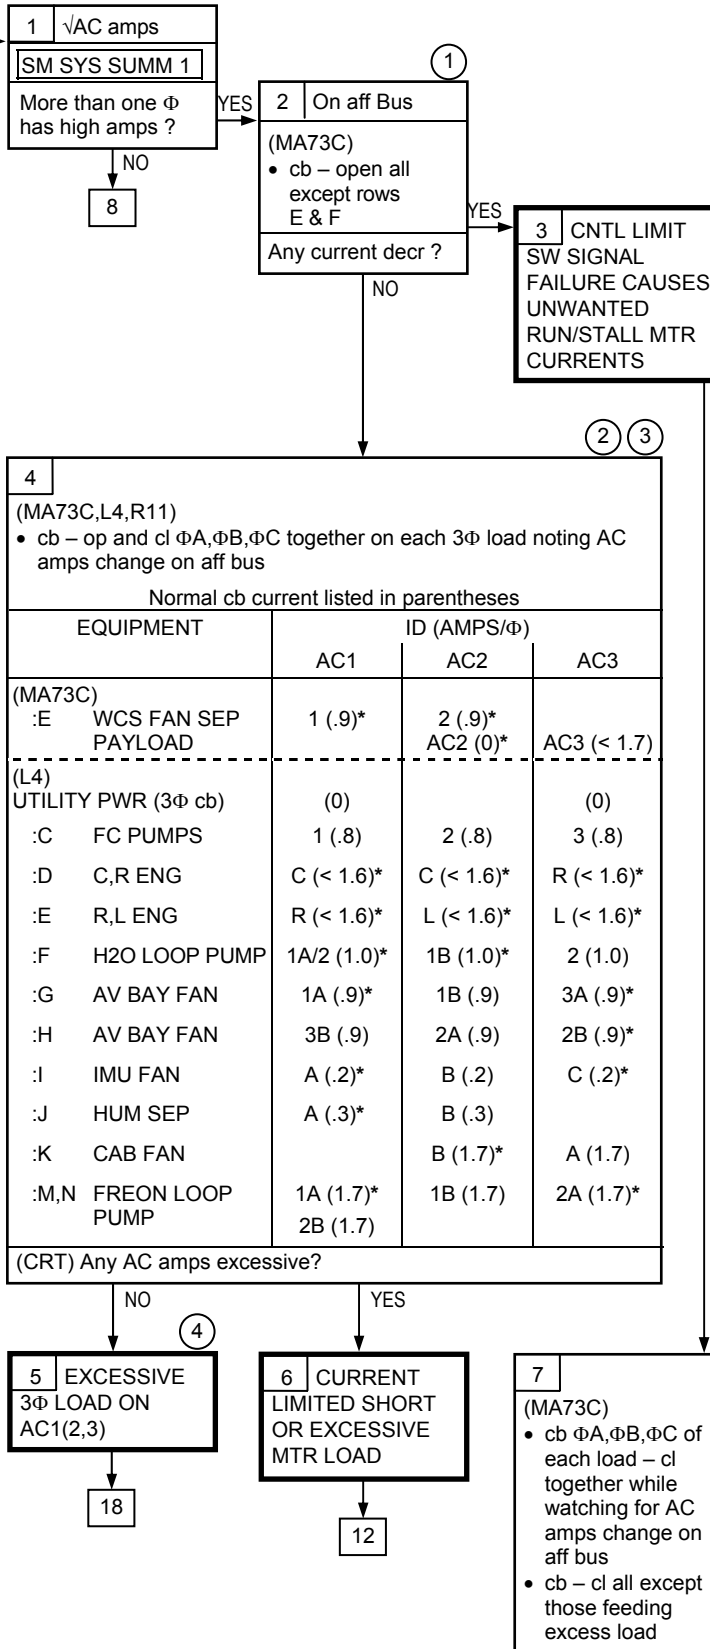 1 √AC amps
SM SYS SUMM 1
More than one Φ
has high amps ?
YES
NO
8
1
2 On aff Bus
(MA73C)
• cb – open all
except rows
E & F
Any current decr ?
YES
NO
3 CNTL LIMIT
SW SIGNAL
FAILURE CAUSES
UNWANTED
RUN/STALL MTR
CURRENTS
2 3
4
(MA73C,L4,R11)
• cb – op and cl ΦA,ΦB,ΦC together on each 3Φ load noting AC
amps change on aff bus
Normal cb current listed in parentheses
EQUIPMENT ID (AMPS/Φ)
AC1 AC2 AC3
(MA73C)
:E WCS FAN SEP 1 (.9)* 2 (.9)*
PAYLOAD AC2 (0)* AC3 (< 1.7)
(L4)
UTILITY PWR (3Φ cb) (0) (0)
:C FC PUMPS 1 (.8) 2 (.8) 3 (.8)
:D C,R ENG C (< 1.6)* C (< 1.6)* R (< 1.6)*
:E R,L ENG R (< 1.6)* L (< 1.6)* L (< 1.6)*
:F H2O LOOP PUMP 1A/2 (1.0)* 1B (1.0)* 2 (1.0)
:G AV BAY FAN 1A (.9)* 1B (.9) 3A (.9)*
:H AV BAY FAN 3B (.9) 2A (.9) 2B (.9)*
:I IMU FAN A (.2)* B (.2) C (.2)*
:J HUM SEP A (.3)* B (.3)
:K CAB FAN B (1.7)* A (1.7)
:M,N FREON LOOP 1A (1.7)* 1B (1.7) 2A (1.7)*
PUMP 2B (1.7)
(CRT) Any AC amps excessive?
NO
YES
4
5 EXCESSIVE
3Φ LOAD ON
AC1(2,3)
18
6 CURRENT
LIMITED SHORT
OR EXCESSIVE
MTR LOAD
12
7
(MA73C)
• cb ΦA,ΦB,ΦC of
each load – cl
together while
watching for AC
amps change on
aff bus
• cb – cl all except
those feeding
excess load